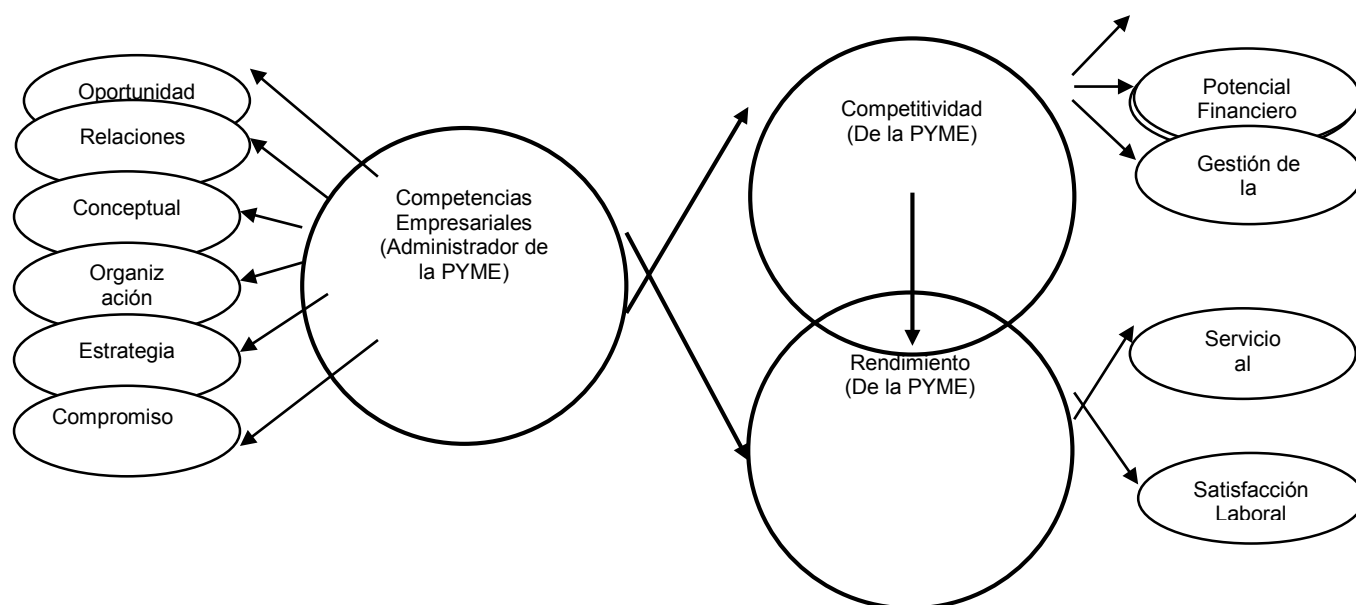 Oportunidad
Relaciones
Conceptual
Organiz
ación
Estrategia
Compromiso
Competencias
Empresariales
(Administrador de
la PYME)
Competitividad
(De la PYME)
Rendimiento
(De la PYME)
Potencial
Financiero
Gestión de
la
Servicio
al
Satisfacción
Laboral